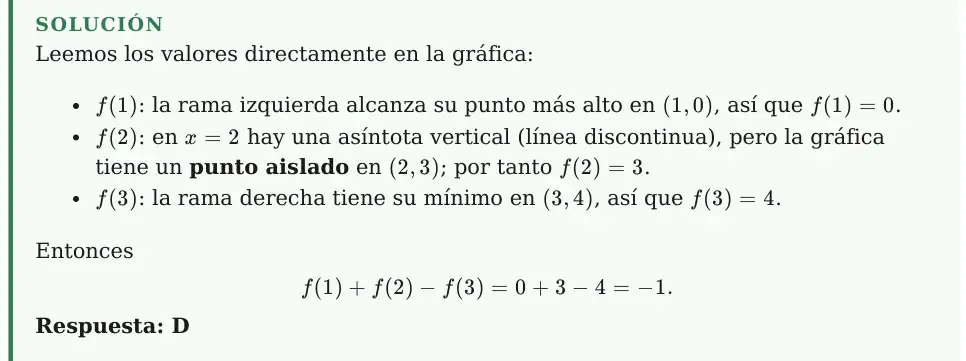 SOLUCIÓN
Leemos los valores directamente en la gráfica:
• f(1): la rama izquierda alcanza su punto más alto en (1,0), así que f(1) = 0.
• f(2): en x = 2 hay una asíntota vertical (línea discontinua), pero la gráfica
tiene un punto aislado en (2,3); por tanto f(2) = 3.
• f(3): la rama derecha tiene su mínimo en (3,4), así que f(3) = 4.
Entonces
f(1) + f(2) − f(3) = 0 + 3 − 4 = −1.
Respuesta: D